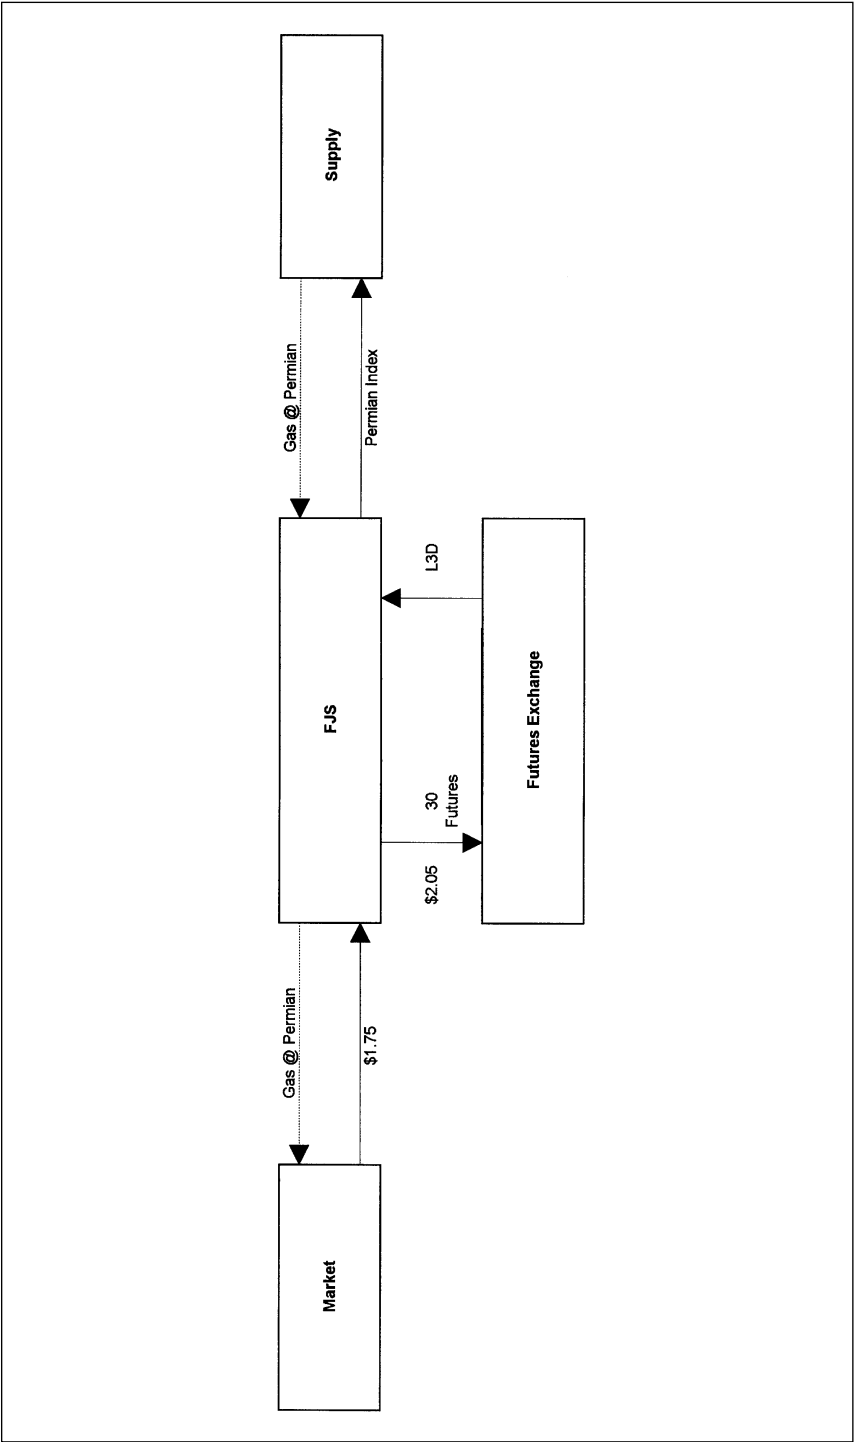 Market
Gas @ Permian
$1.75
FJS
$2.05
30
Futures
L3D
Futures Exchange
Gas @ Permian
Permian Index
Supply